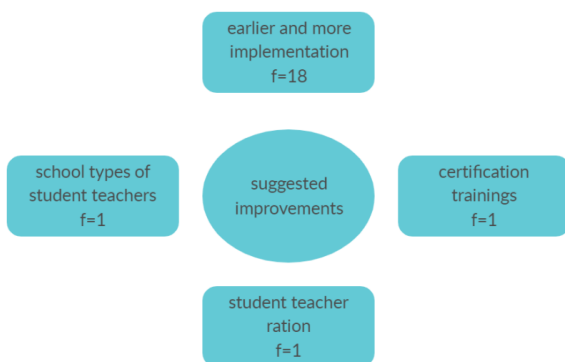 earlier and more
implementation
f=18
school types of
student teachers
f=1
suggested
improvements
certification
trainings
f=1
student teacher
ration
f=1